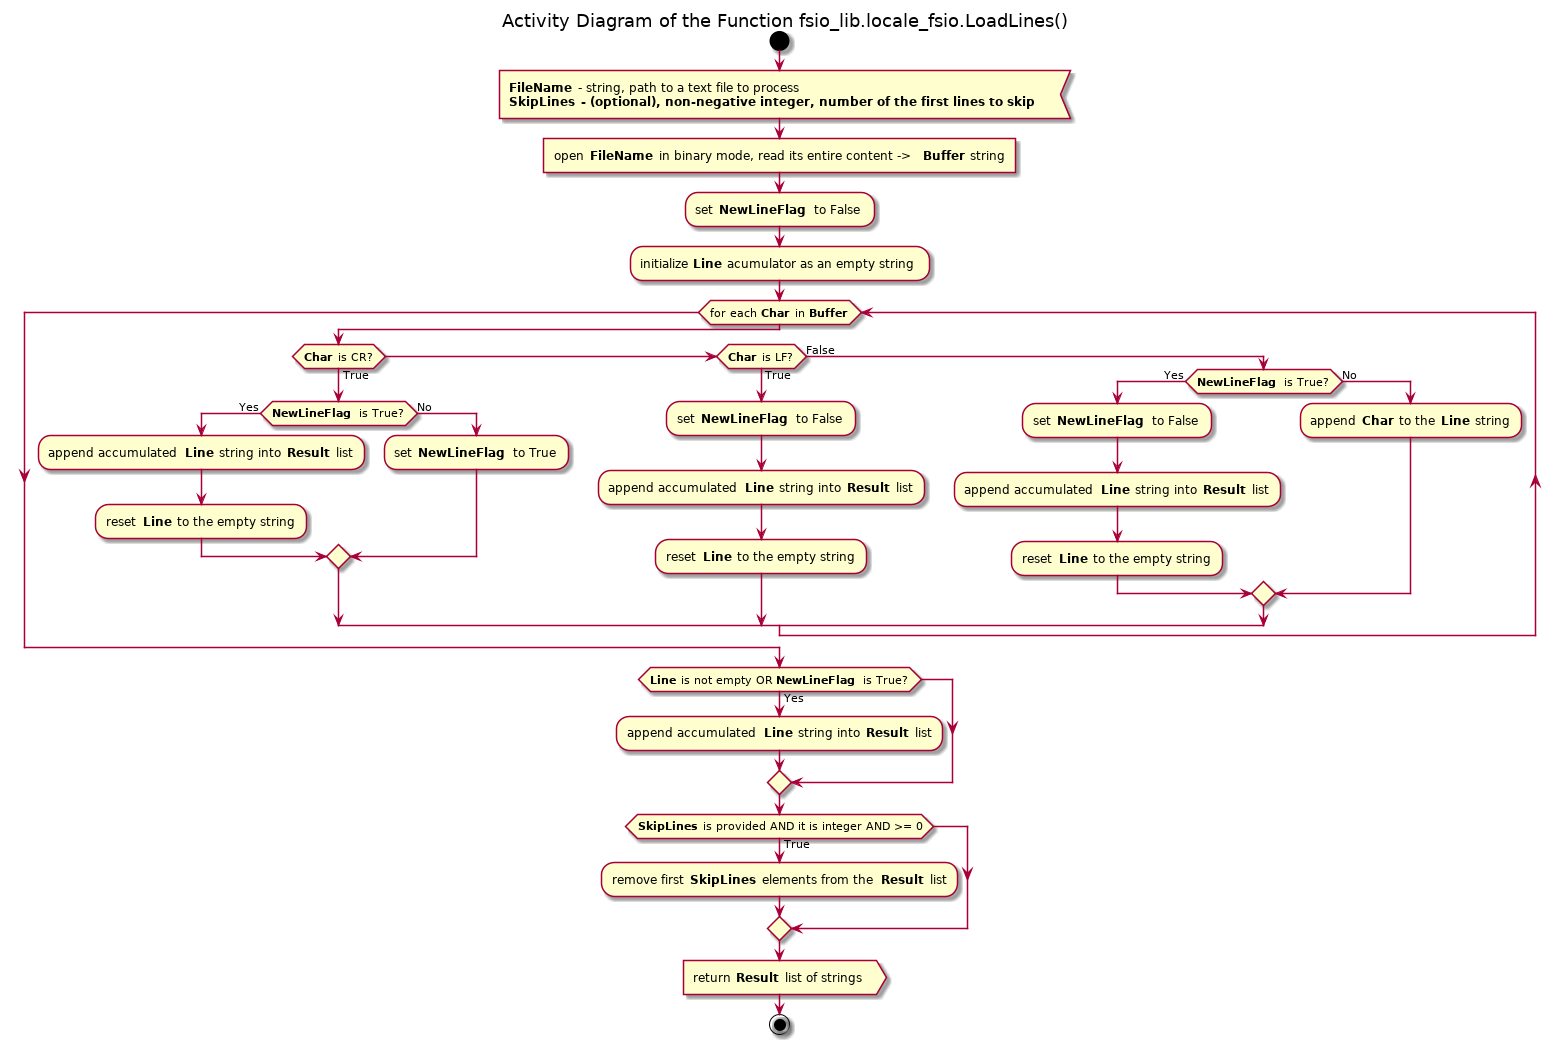 Activity Diagram of the Function fsio_lib.locale_fsio.LoadLines()
FileName - string, path to a text file to process
SkipLines - (optional), non-negative integer, number of the first lines to skip
open FileName in binary mode, read its entire content -> Buffer string
set NewLineFlag to False
initialize Line acumulator as an empty string
for each Char in Buffer
Char is CR?
True
NewLineFlag is True?
Yes
No
append accumulated Line string into Result list
reset Line to the empty string
set NewLineFlag to True
Char is LF?
True
False
set NewLineFlag to False
append accumulated Line string into Result list
reset Line to the empty string
NewLineFlag is True?
Yes
No
set NewLineFlag to False
append accumulated Line string into Result list
reset Line to the empty string
append Char to the Line string
Line is not empty OR NewLineFlag is True?
Yes
append accumulated Line string into Result list
SkipLines is provided AND it is integer AND >= 0
True
remove first SkipLines elements from the Result list
return Result list of strings